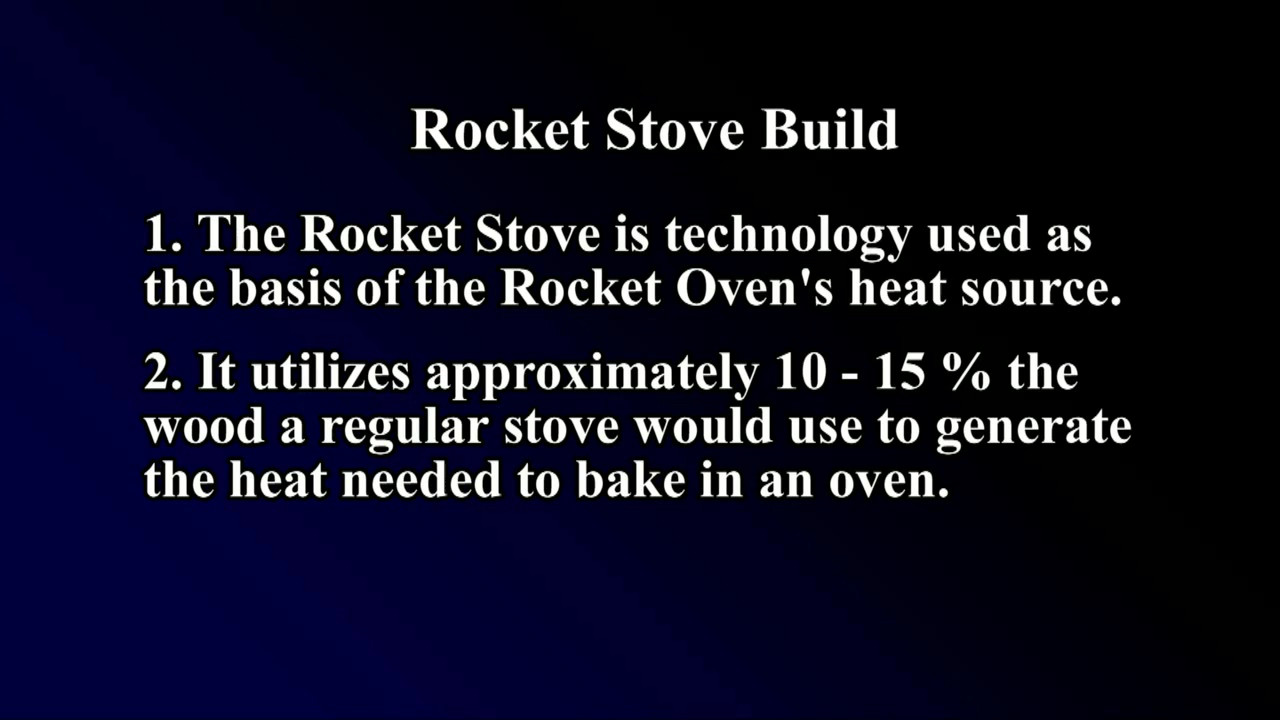 Rocket Stove Build
1. The Rocket Stove is technology used as
the basis of the Rocket Oven's heat source.
2. It utilizes approximately 10 - 15 % the
wood a regular stove would use to generate
the heat needed to bake in an oven.